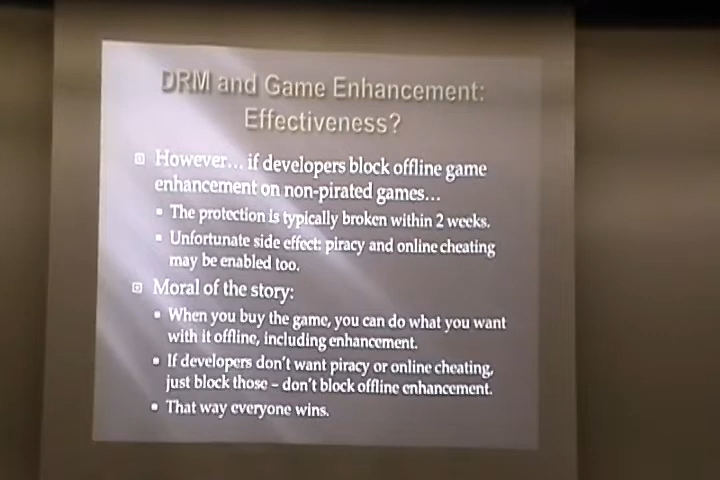 DRM and Game Enhancement:
Effectiveness?
However... if developers block offline game
enhancement on non-pirated games...
The protection is typically broken within 2 weeks.
Unfortunate side effect: piracy and online cheating
may be enabled too.
Moral of the story:
When you buy the game, you can do what you want
with it offline, including enhancement.
If developers don't want piracy or online cheating,
just block those – don't block offline enhancement.
That way everyone wins.